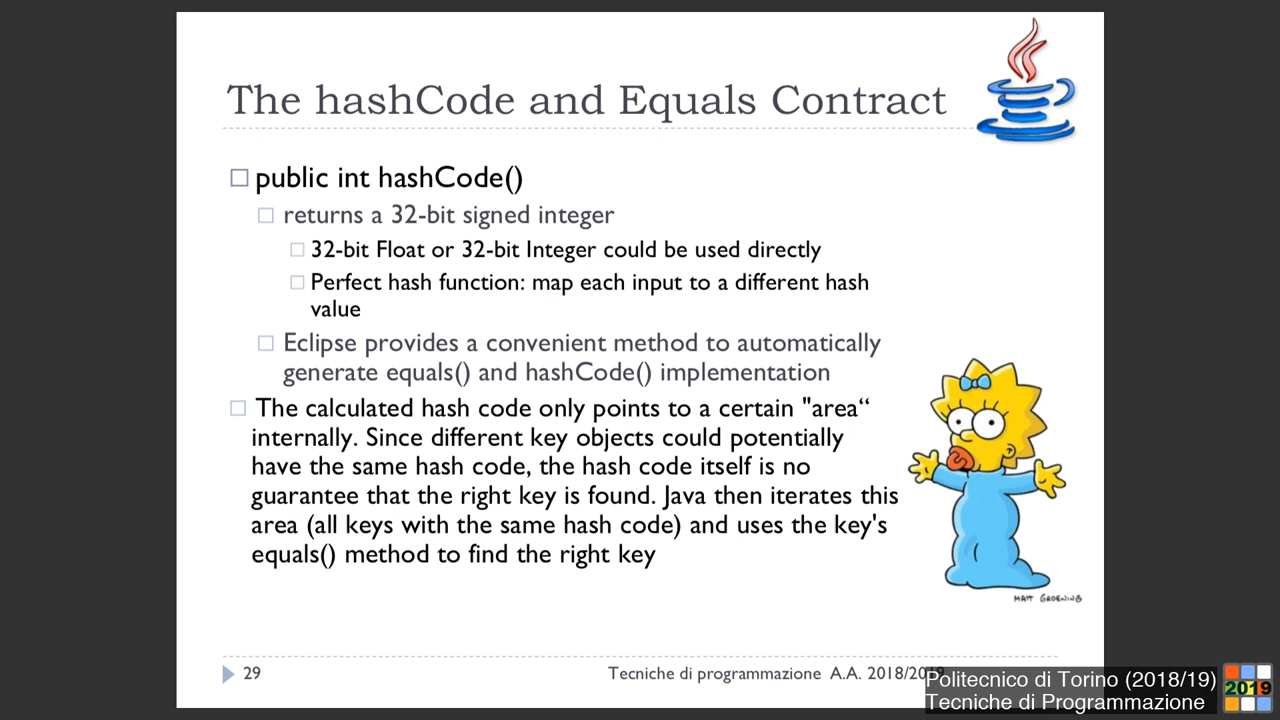 The hashCode and Equals Contract
public int hashCode()
returns a 32-bit signed integer
32-bit Float or 32-bit Integer could be used directly
Perfect hash function: map each input to a different hash
value
Eclipse provides a convenient method to automatically
generate equals() and hashCode() implementation
The calculated hash code only points to a certain "area“
internally. Since different key objects could potentially
have the same hash code, the hash code itself is no
guarantee that the right key is found. Java then iterates this
area (all keys with the same hash code) and uses the key's
equals() method to find the right key
MATT GROENING
29
Tecniche di programmazione A.A. 2018/2019
Politecnico di Torino (2018/19)
Tecniche di Programmazione
2019